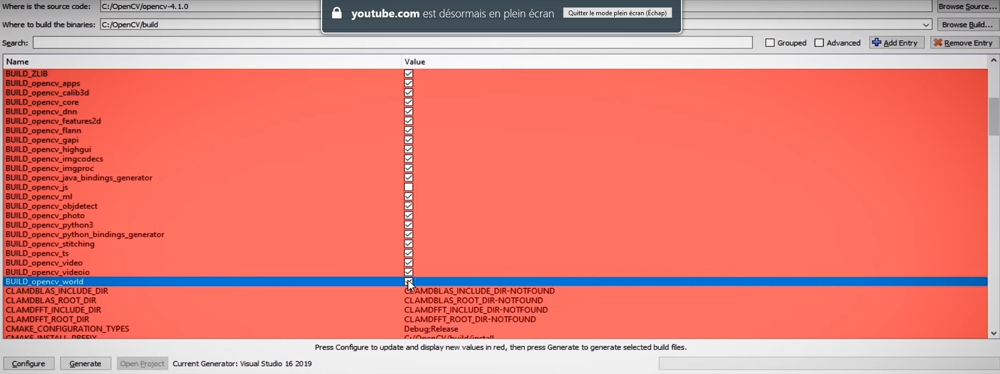 Where is the source code: C:/OpenCV/opencv-4.1.0 Browse Source...
youtube.com est désormais en plein écran Quitter le mode plein écran (Échap)
Where to build the binaries: C:/OpenCV/build Browse Build...
Search: Grouped Advanced Add Entry Remove Entry
Name Value
BUILD_ZLIB
BUILD_opencv_apps
BUILD_opencv_calib3d
BUILD_opencv_core
BUILD_opencv_dnn
BUILD_opencv_features2d
BUILD_opencv_flann
BUILD_opencv_gapi
BUILD_opencv_highgui
BUILD_opencv_imgcodecs
BUILD_opencv_imgproc
BUILD_opencv_java_bindings_generator
BUILD_opencv_js
BUILD_opencv_ml
BUILD_opencv_objdetect
BUILD_opencv_photo
BUILD_opencv_python3
BUILD_opencv_python_bindings_generator
BUILD_opencv_stitching
BUILD_opencv_ts
BUILD_opencv_video
BUILD_opencv_videoio
BUILD_opencv_world
CLAMDBLAS_INCLUDE_DIR CLAMDBLAS_INCLUDE_DIR-NOTFOUND
CLAMDBLAS_ROOT_DIR CLAMDBLAS_ROOT_DIR-NOTFOUND
CLAMDFFT_INCLUDE_DIR CLAMDFFT_INCLUDE_DIR-NOTFOUND
CLAMDFFT_ROOT_DIR CLAMDFFT_ROOT_DIR-NOTFOUND
CMAKE_CONFIGURATION_TYPES Debug;Release
CMAKE_INSTALL_PREFIX C:/OpenCV/build/install
Press Configure to update and display new values in red, then press Generate to generate selected build files.
Configure Generate Open Project Current Generator: Visual Studio 16 2019